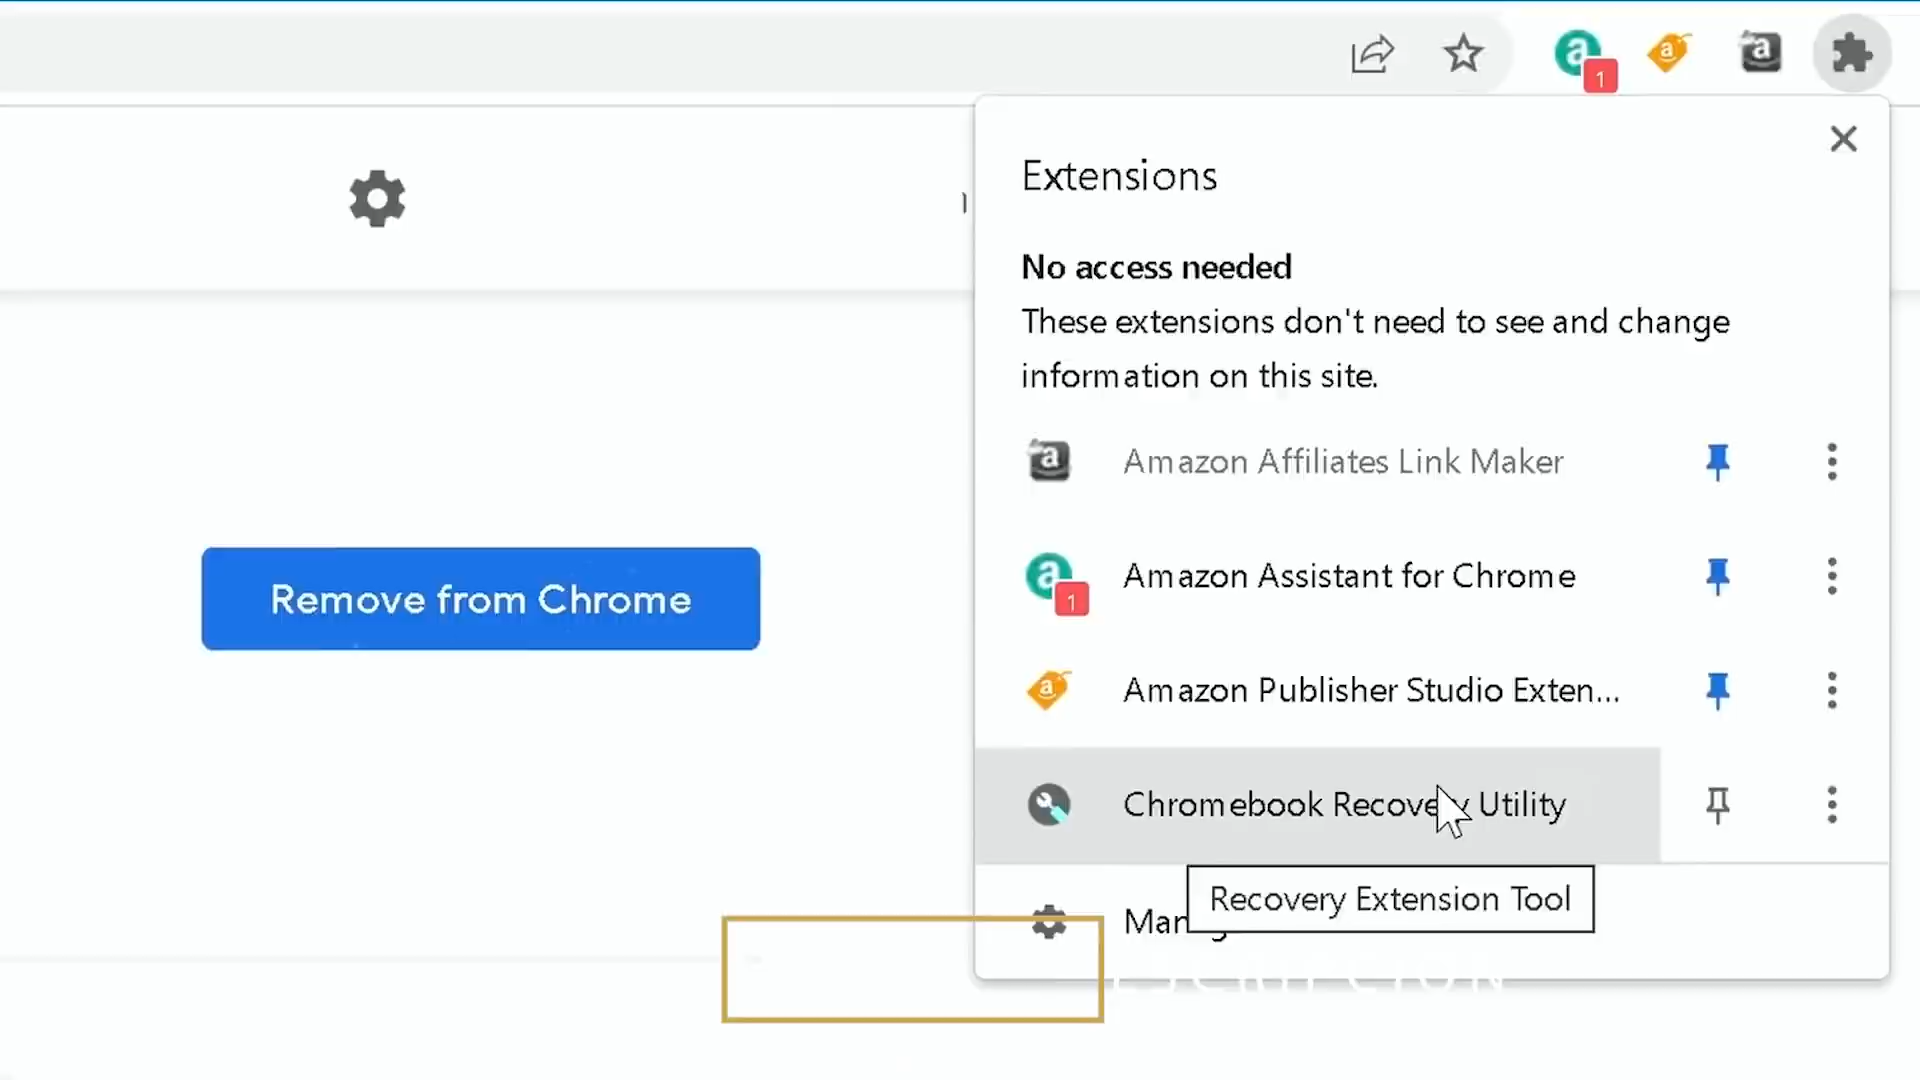 1
Extensions
No access needed
These extensions don't need to see and change
information on this site.
Amazon Affiliates Link Maker
Amazon Assistant for Chrome
1
Remove from Chrome
Amazon Publisher Studio Exten...
Chromebook Recovery Utility
Recovery Extension Tool